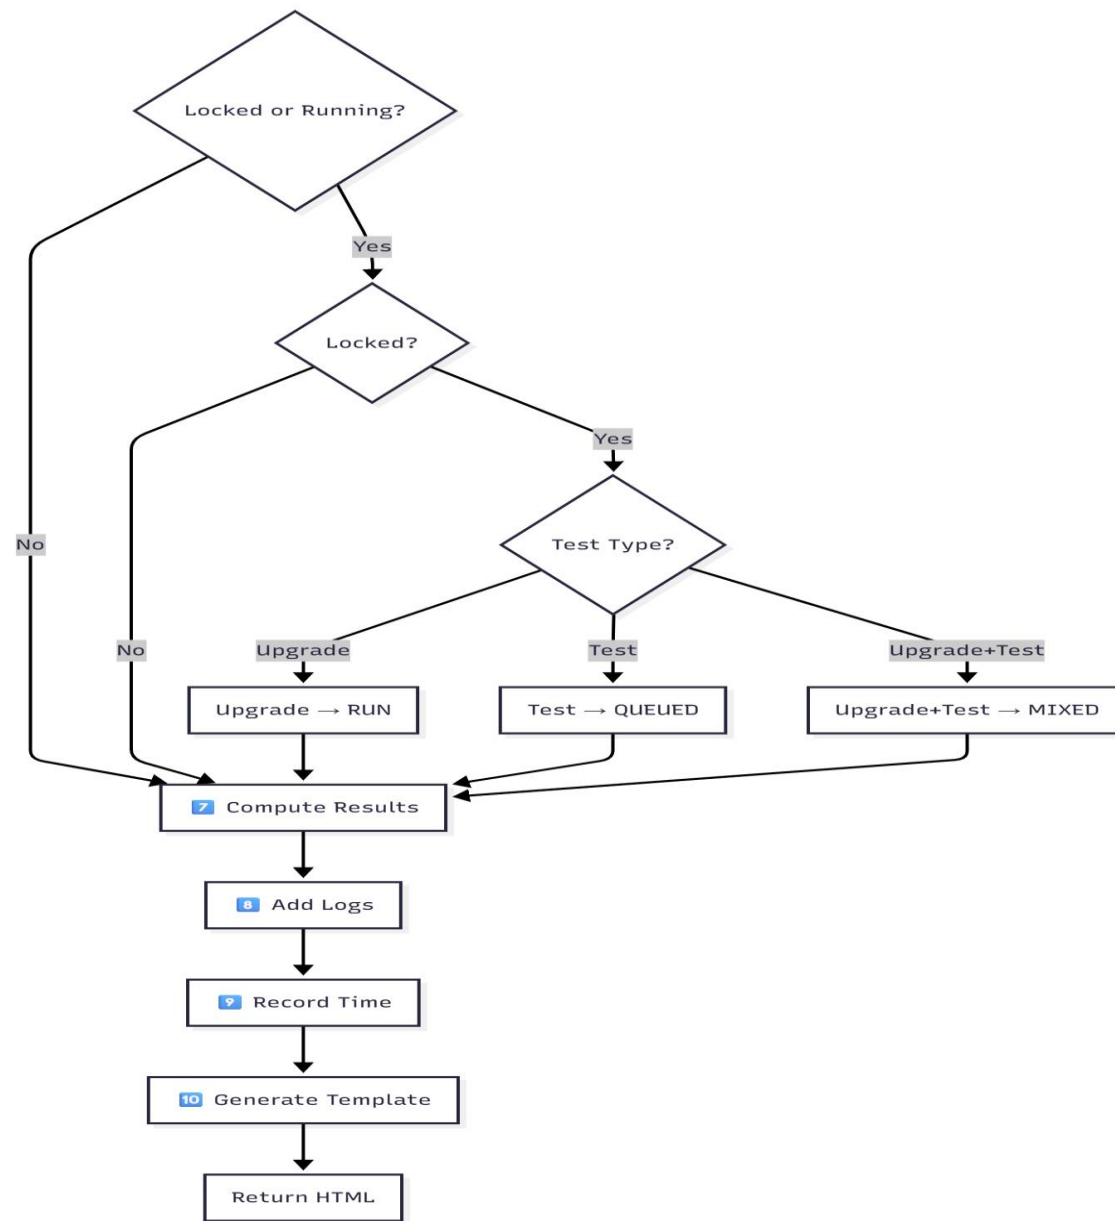 Locked or Running?
Yes
Locked?
Yes
No
Test Type?
No
Upgrade
Test
Upgrade+Test
Upgrade → RUN
Test → QUEUED
Upgrade+Test → MIXED
7️⃣ Compute Results
8️⃣ Add Logs
9️⃣ Record Time
🔟 Generate Template
Return HTML